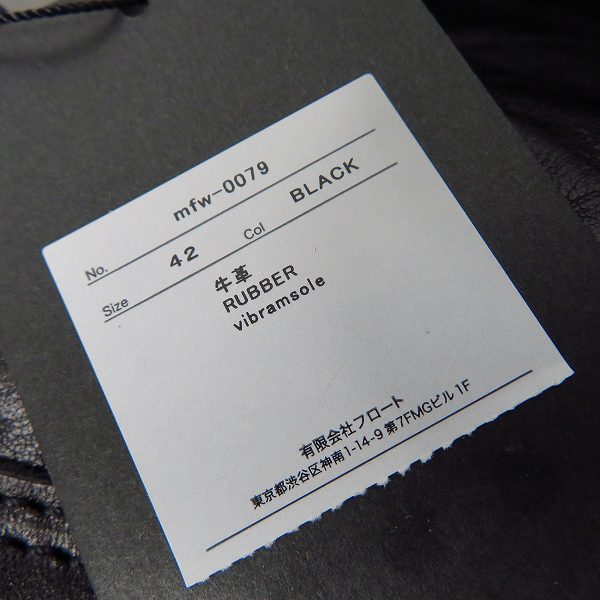 No. mfw-0079
Size 42 Col BLACK
牛革
RUBBER
vibramsole
有限会社フロート
東京都渋谷区神南1-14-9 第7FMGビル1F